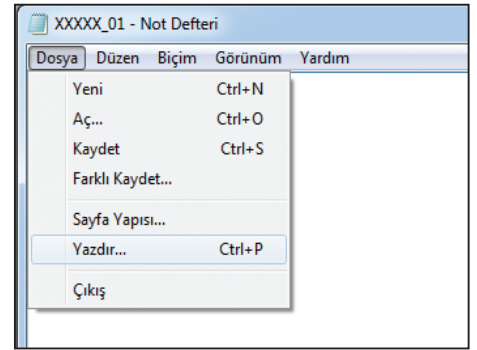 XXXXX_01 - Not Defteri
Dosya Düzen Biçim Görünüm Yardım
Yeni Ctrl+N
Aç... Ctrl+O
Kaydet Ctrl+S
Farklı Kaydet...
Sayfa Yapısı...
Yazdır... Ctrl+P
Çıkış